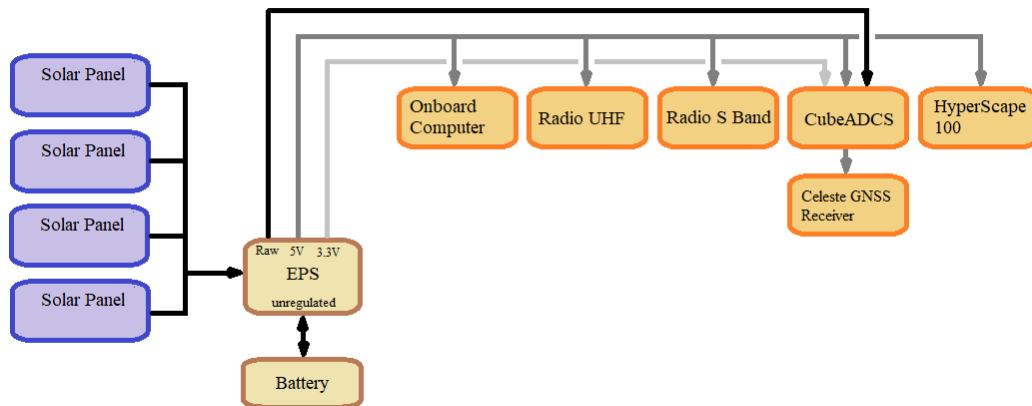 Solar Panel
Solar Panel
Solar Panel
Solar Panel
Onboard
Computer
Radio UHF
Radio S Band
CubeADCS
HyperScape
100
Celeste GNSS
Receiver
Raw 5V 3.3V
EPS
unregulated
Battery